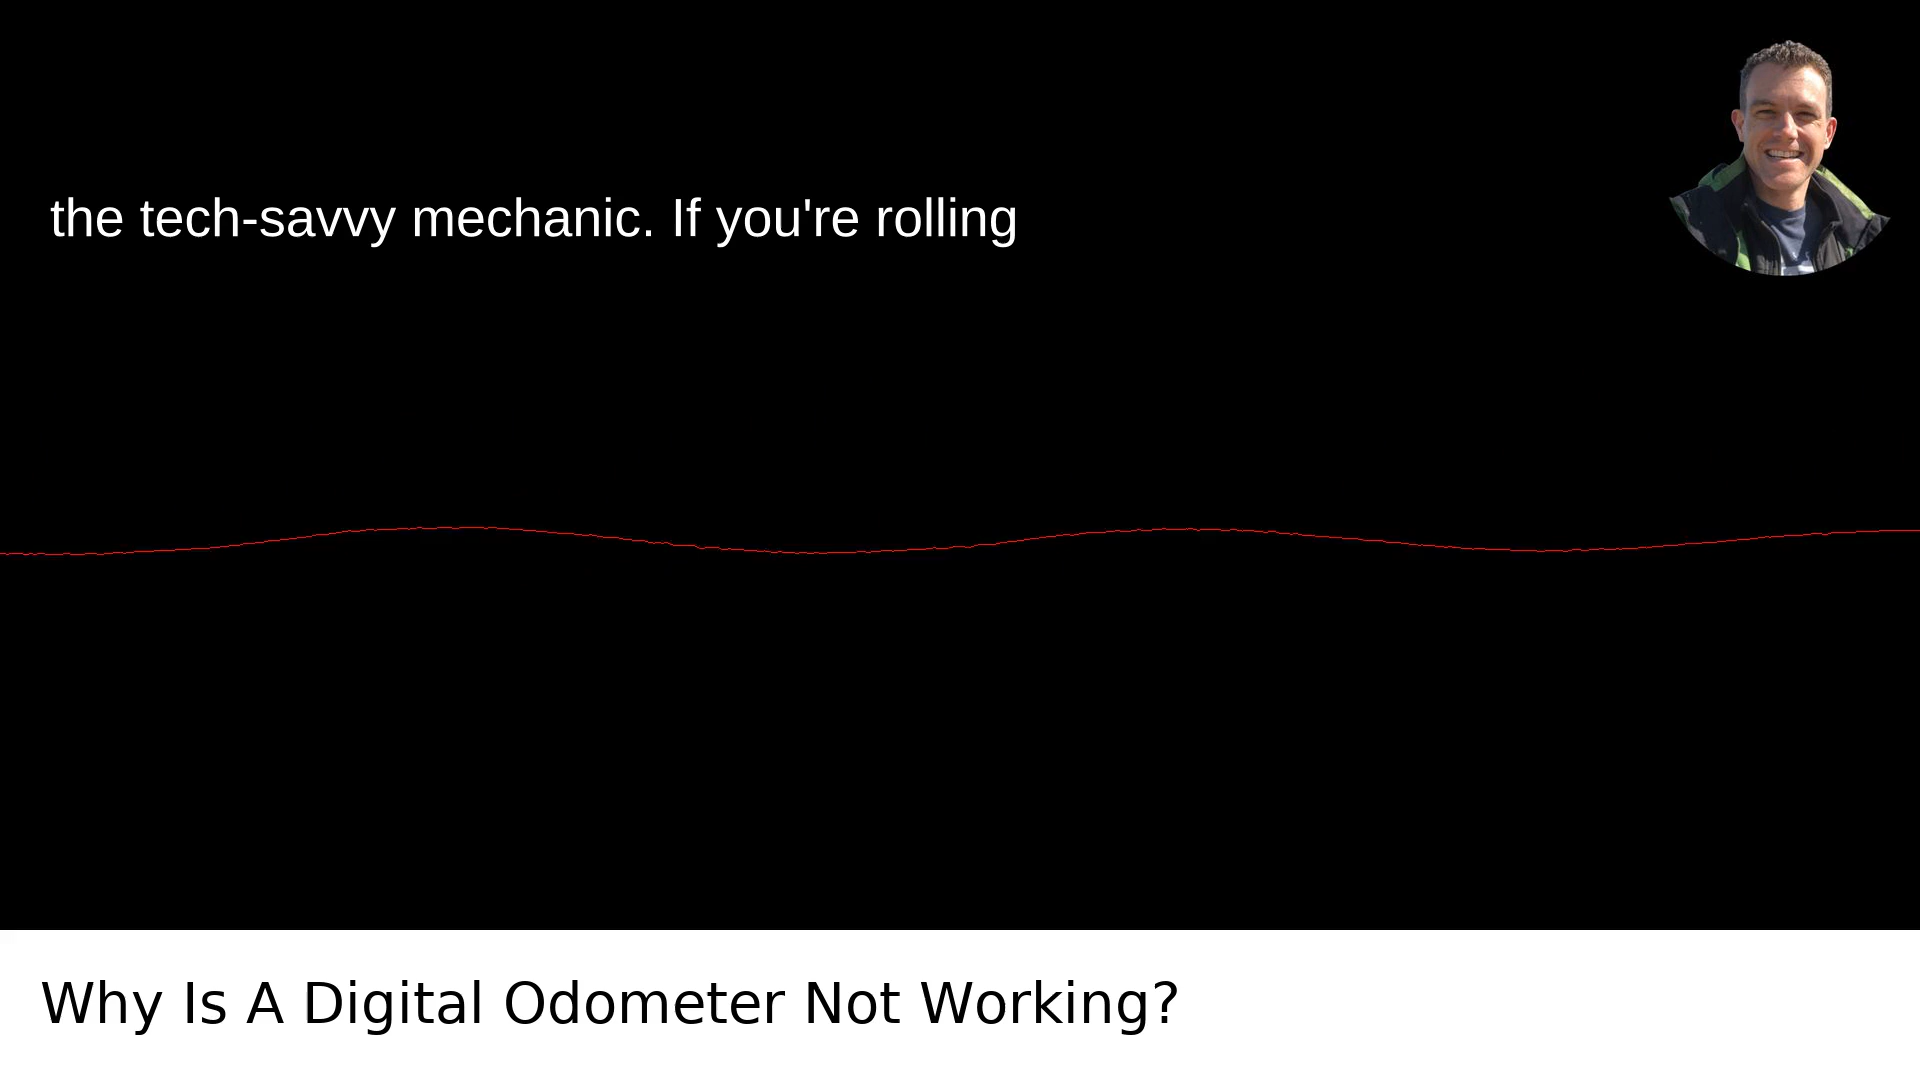 the tech-savvy mechanic. If you're rolling
Why Is A Digital Odometer Not Working?